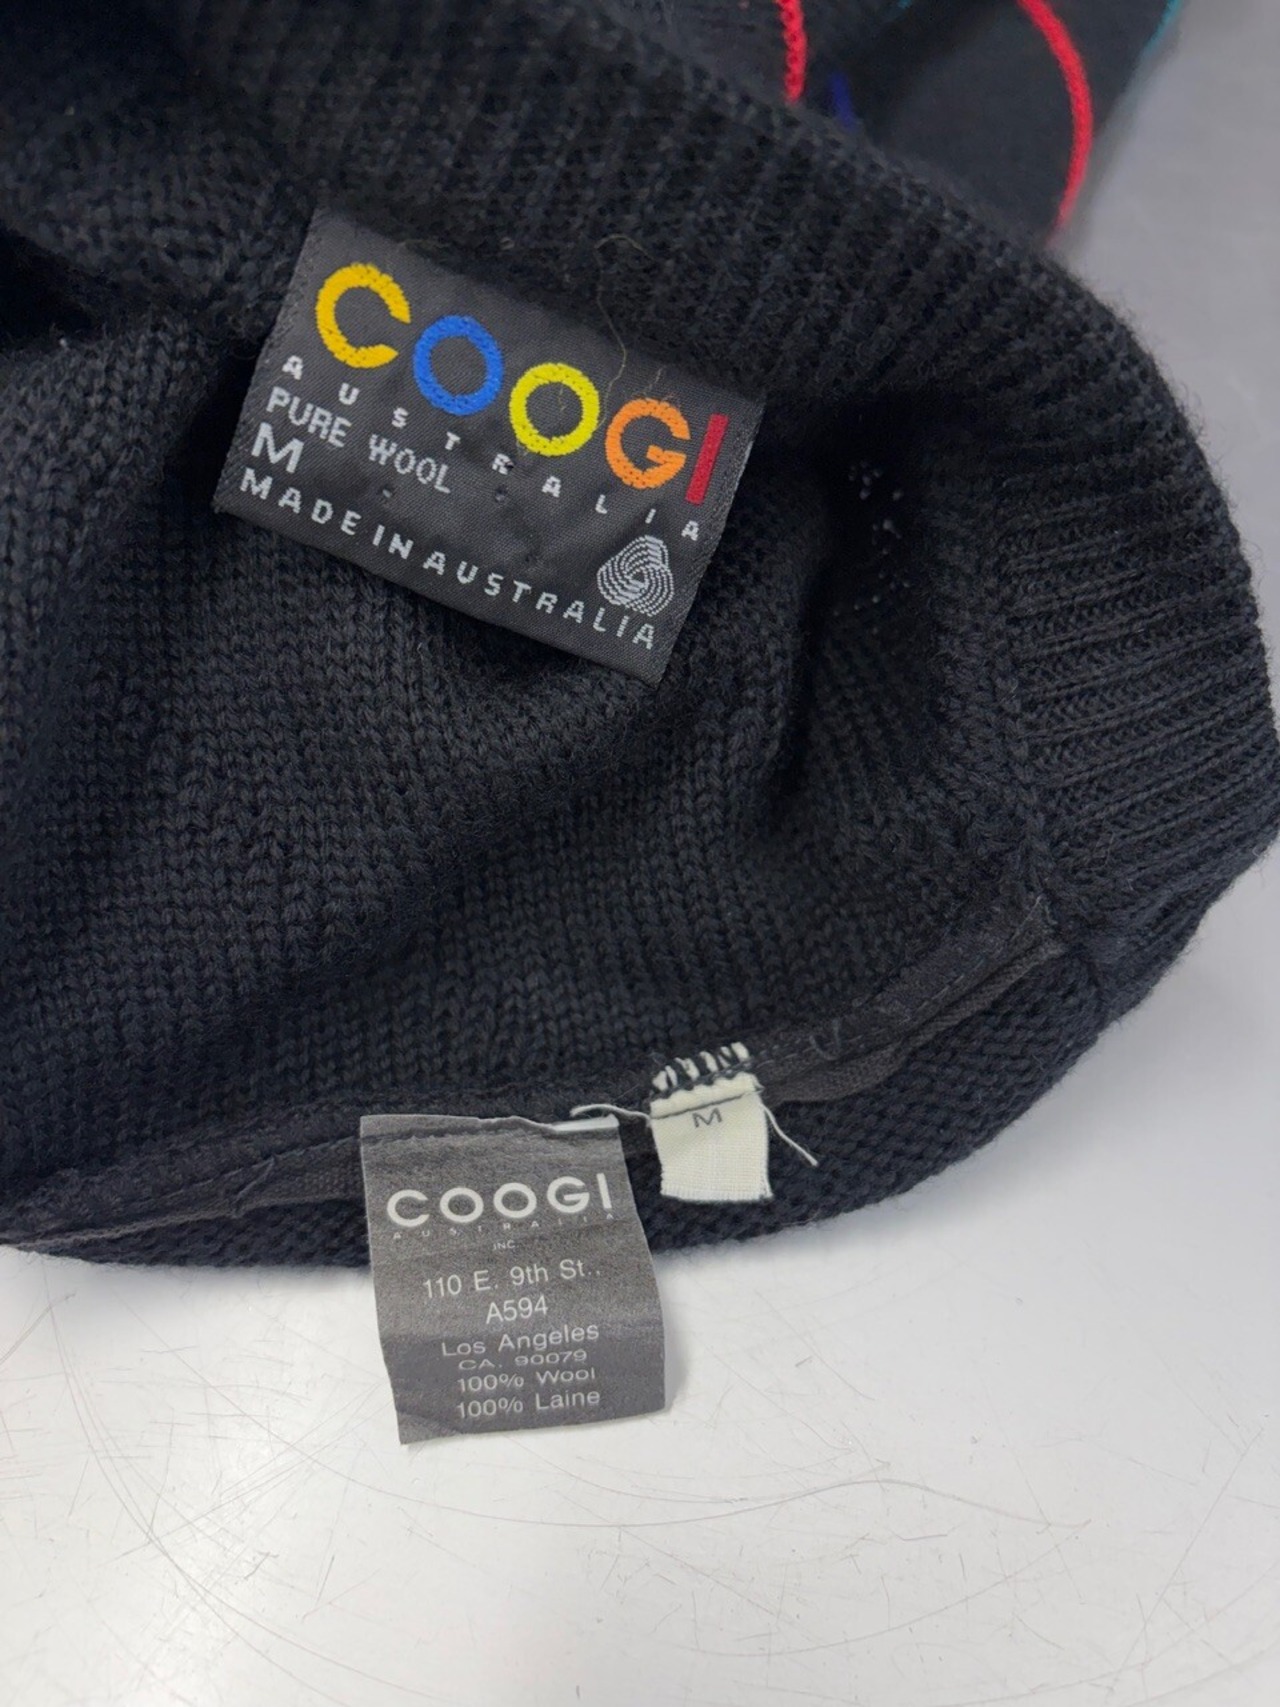 COOGI
AUSTRALIA
PURE WOOL
M
MADE IN AUSTRALIA
M
COOGI
AUSTRALIA
INC.
110 E. 9th St.,
A594
Los Angeles
CA. 90079
100% Wool
100% Laine